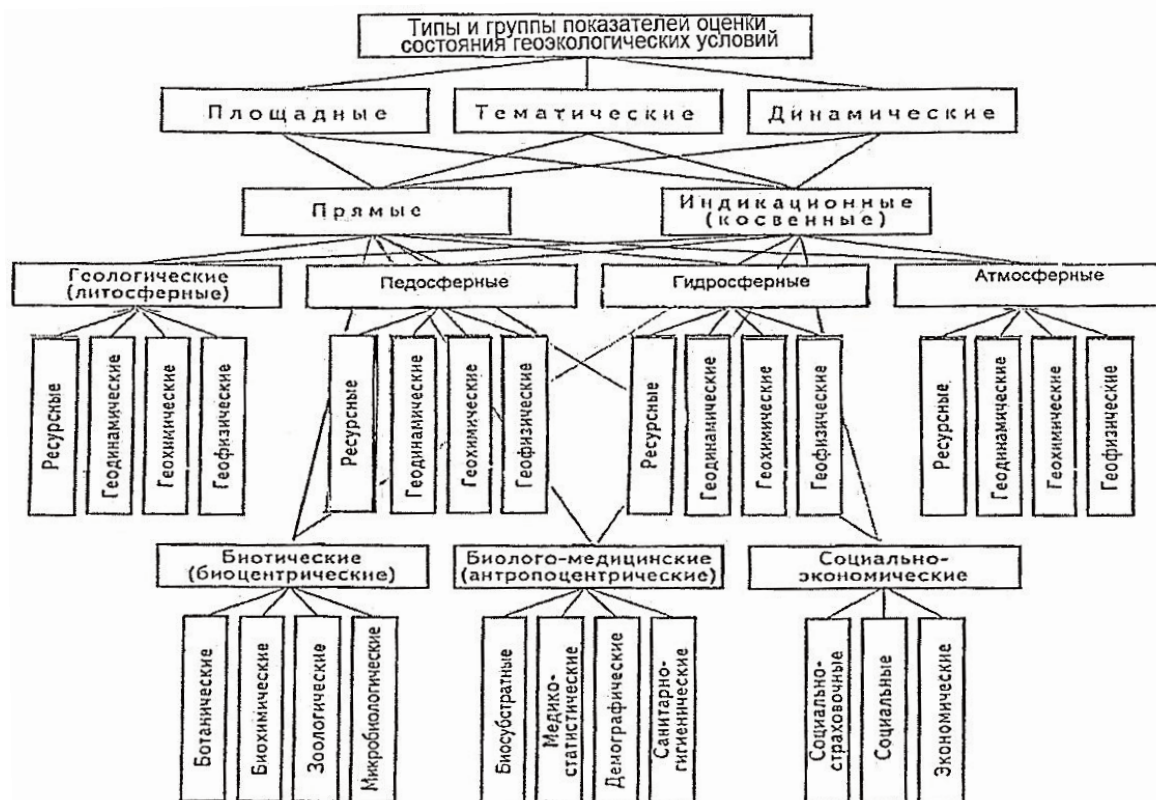 Типы и группы показателей оценки
состояния геоэкологических условий
Площадные
Тематические
Динамические
Прямые
Индикационные
(косвенные)
Геологические
(литосферные)
Педосферные
Гидросферные
Атмосферные
Ресурсные
Геодинамические
Геохимические
Геофизические
Ресурсные
Геодинамические
Геохимические
Геофизические
Ресурсные
Геодинамические
Геохимические
Геофизические
Ресурсные
Геодинамические
Геохимические
Геофизические
Биотические
(биоцентрические)
Биолого-медицинские
(антропоцентрические)
Социально-
экономические
Ботанические
Биохимические
Зоологические
Микробиологические
Биосубстратные
Медико-
статистические
Демографические
Санитарно-
гигиенические
Социально-
страховочные
Социальные
Экономические